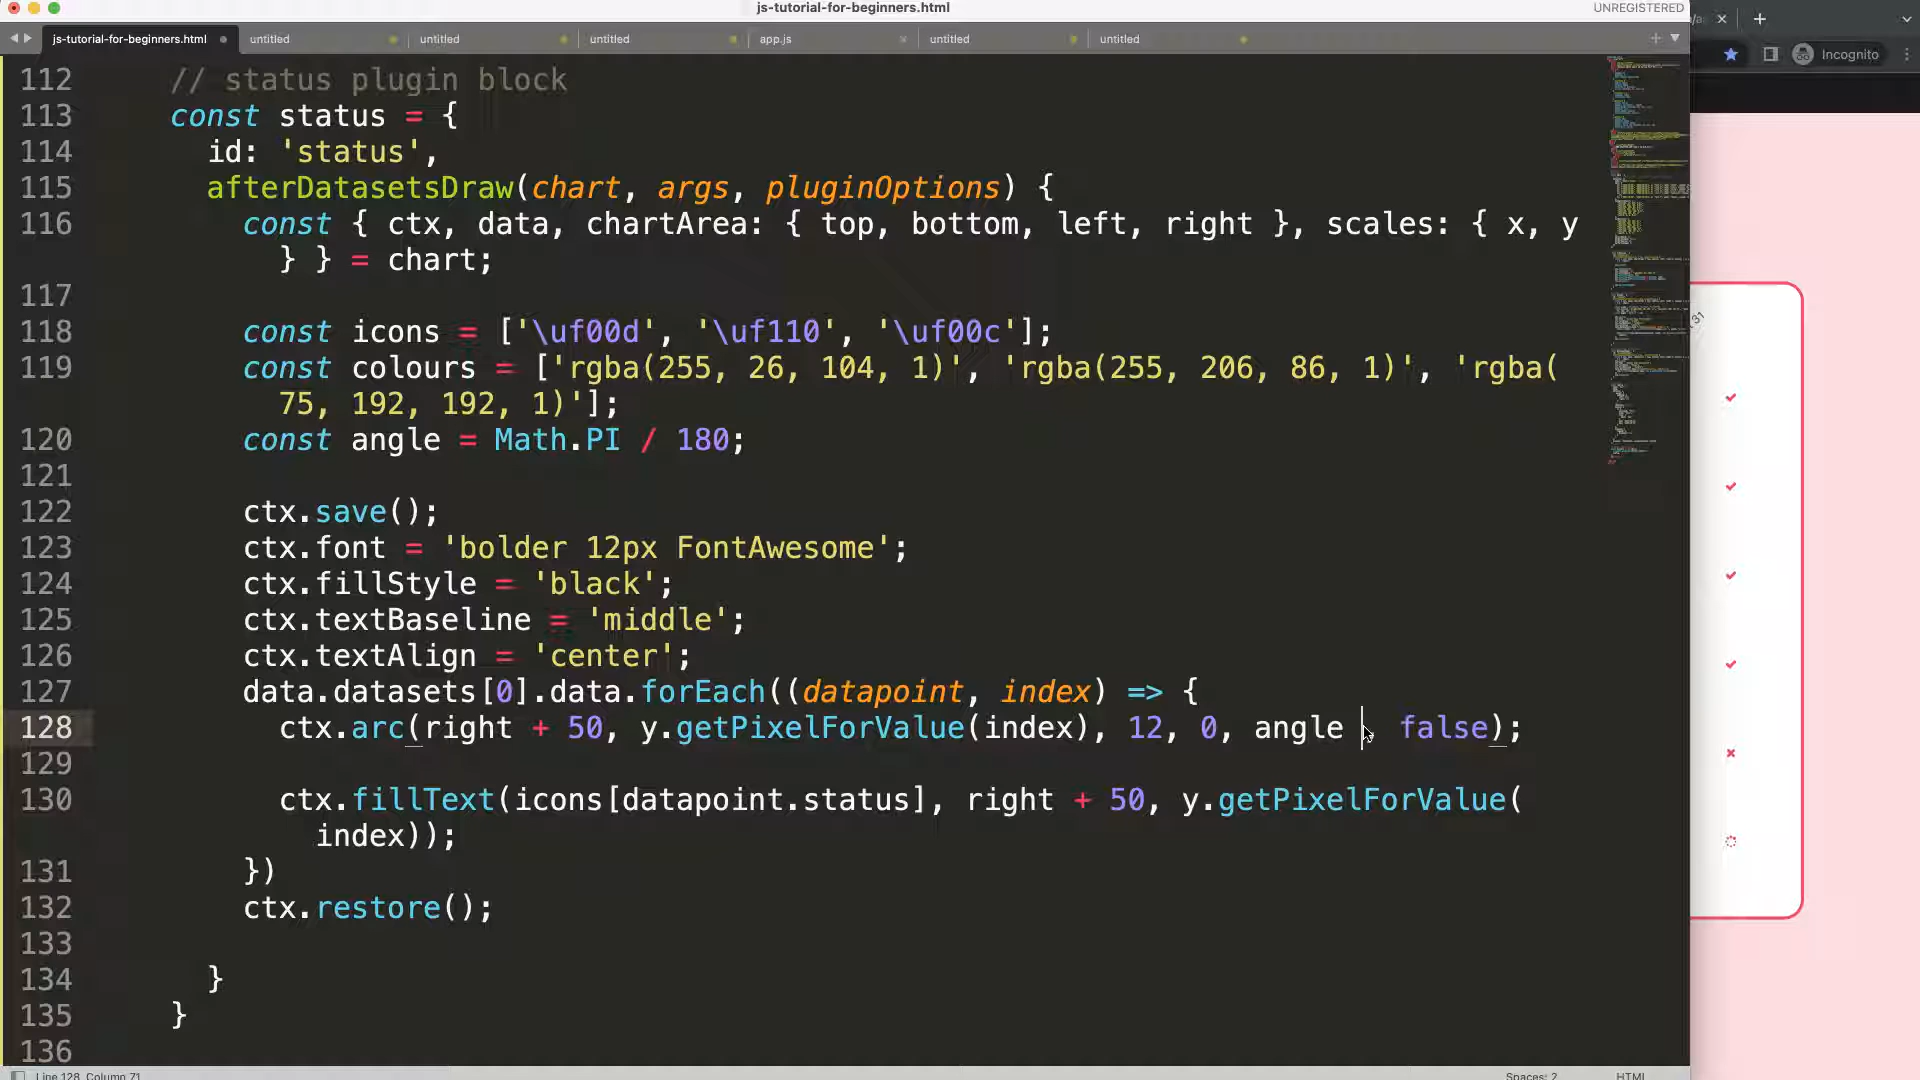 js-tutorial-for-beginners.html
UNREGISTERED
js-tutorial-for-beginners.html
untitled
untitled
untitled
app.js
untitled
untitled
Incognito
112 // status plugin block
113 const status = {
114 id: 'status',
115 afterDatasetsDraw(chart, args, pluginOptions) {
116 const { ctx, data, chartArea: { top, bottom, left, right }, scales: { x, y
} } = chart;
117
118 const icons = ['\uf00d', '\uf110', '\uf00c'];
119 const colours = ['rgba(255, 26, 104, 1)', 'rgba(255, 206, 86, 1)', 'rgba(
75, 192, 192, 1)'];
120 const angle = Math.PI / 180;
121
122 ctx.save();
123 ctx.font = 'bolder 12px FontAwesome';
124 ctx.fillStyle = 'black';
125 ctx.textBaseline = 'middle';
126 ctx.textAlign = 'center';
127 data.datasets[0].data.forEach((datapoint, index) => {
128 ctx.arc(right + 50, y.getPixelForValue(index), 12, 0, angle , false);
129
130 ctx.fillText(icons[datapoint.status], right + 50, y.getPixelForValue(
index));
131 })
132 ctx.restore();
133
134 }
135 }
136
31
Line 128, Column 71
Spaces: 2
HTML